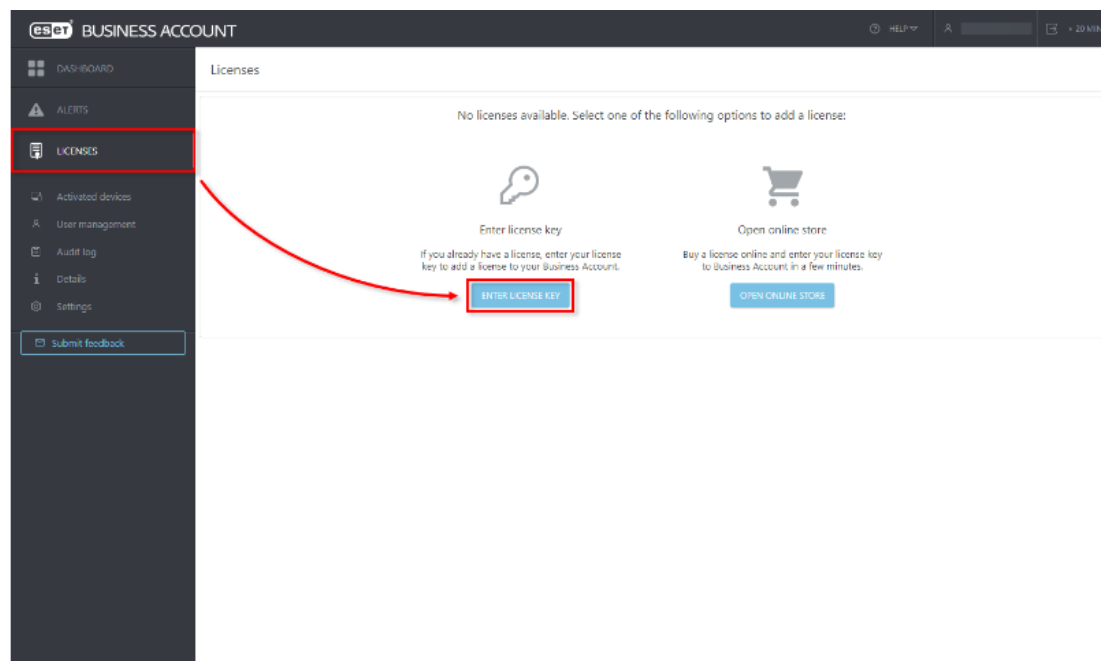 eset BUSINESS ACCOUNT
HELP
> 20 MIN
DASHBOARD
Licenses
ALERTS
No licenses available. Select one of the following options to add a license:
LICENSES
Activated devices
User management
Audit log
Details
Settings
Submit feedback
Enter license key
If you already have a license, enter your license
key to add a license to your Business Account.
ENTER LICENSE KEY
Open online store
Buy a license online and enter your license key
to Business Account in a few minutes.
OPEN ONLINE STORE